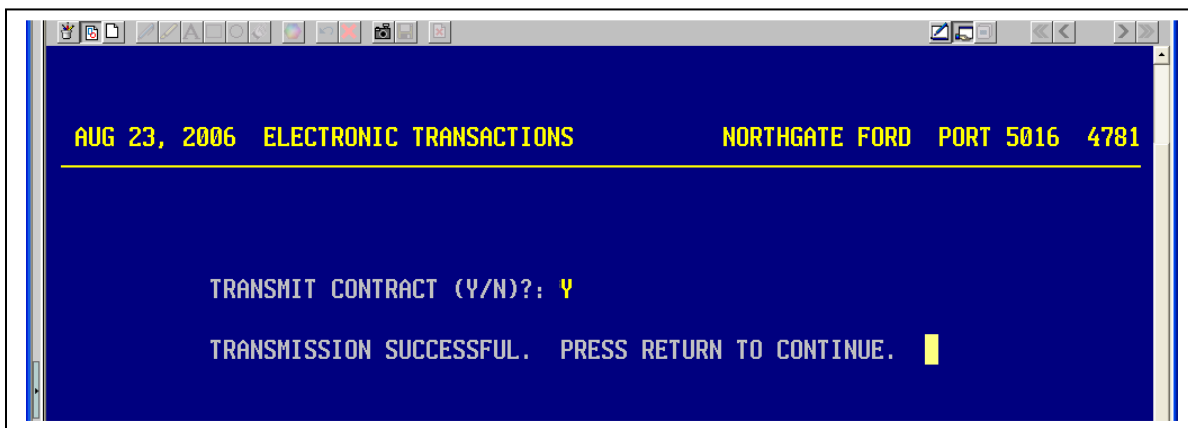 AUG 23, 2006 ELECTRONIC TRANSACTIONS NORTHGATE FORD PORT 5016 4781
TRANSMIT CONTRACT (Y/N)?: Y
TRANSMISSION SUCCESSFUL. PRESS RETURN TO CONTINUE.